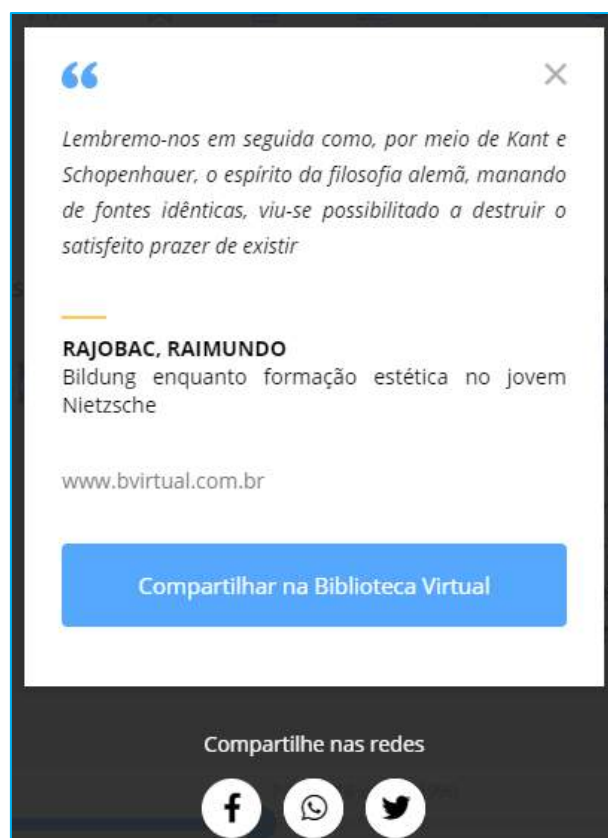 Lembremo-nos em seguida como, por meio de Kant e
Schopenhauer, o espírito da filosofia alemã, manando
de fontes idênticas, viu-se possibilitado a destruir o
satisfeito prazer de existir
RAJOBAC, RAIMUNDO
Bildung enquanto formação estética no jovem
Nietzsche
www.bvirtual.com.br
Compartilhar na Biblioteca Virtual
Compartilhe nas redes